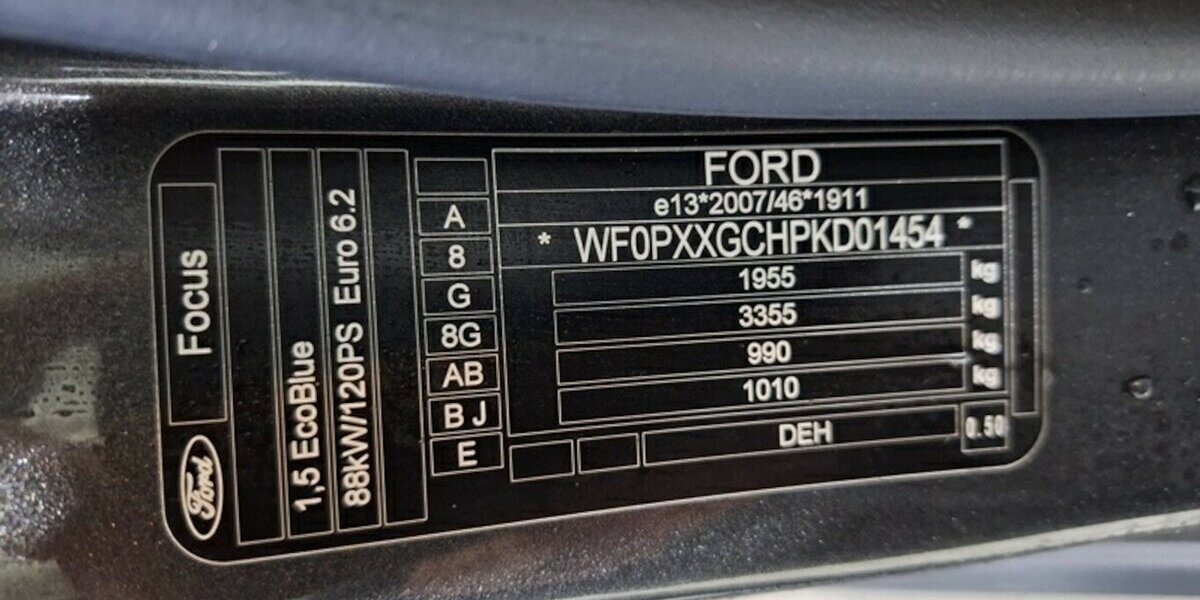 Focus
Ford
1,5 EcoBlue
88kW/120PS Euro 6.2
A
8
G
8G
AB
B J
E
FORD
e13*2007/46*1911
* WF0PXXGCHPKD01454 *
1955 kg
3355 kg
990 kg
1010 kg
DEH 0.50